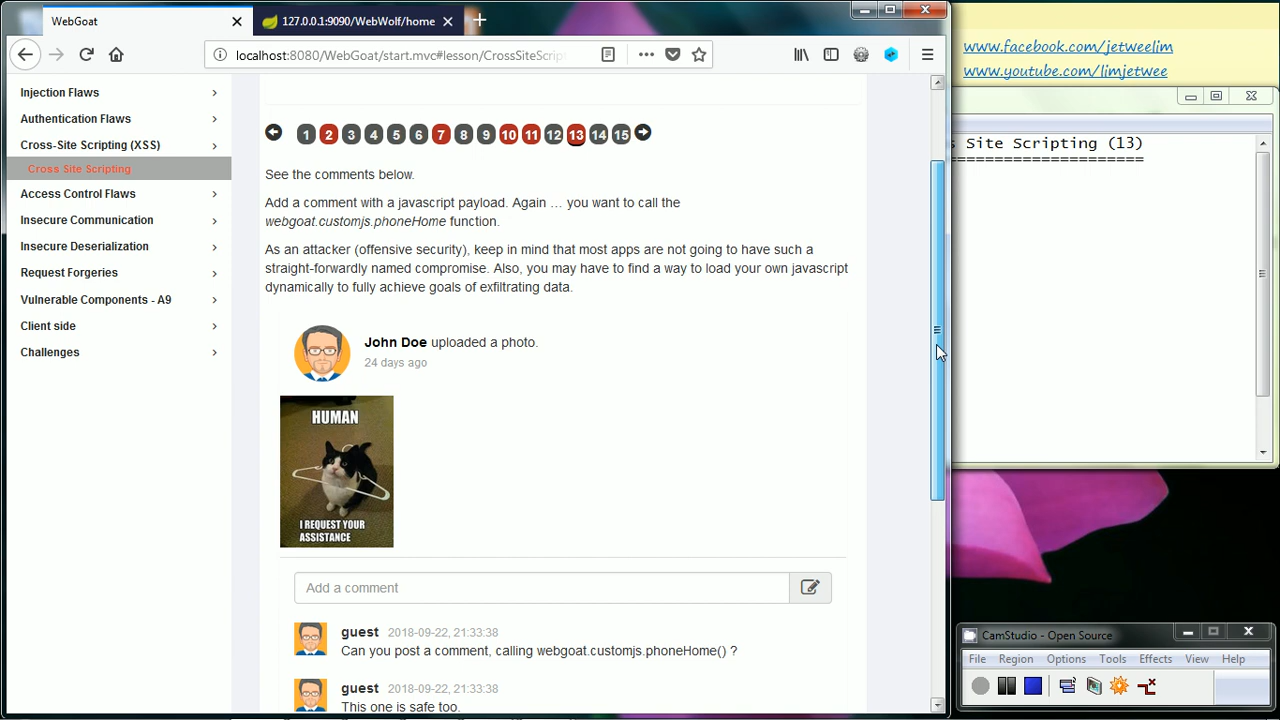 WebGoat
127.0.0.1:9090/WebWolf/home
localhost:8080/WebGoat/start.mvc#lesson/CrossSiteScrip
www.facebook.com/jetweelim
www.youtube.com/limjetwee
Injection Flaws
Authentication Flaws
Cross-Site Scripting (XSS)
Cross Site Scripting
Access Control Flaws
Insecure Communication
Insecure Deserialization
Request Forgeries
Vulnerable Components - A9
Client side
Challenges
1 2 3 4 5 6 7 8 9 10 11 12 13 14 15
See the comments below.
Add a comment with a javascript payload. Again … you want to call the
webgoat.customjs.phoneHome function.
As an attacker (offensive security), keep in mind that most apps are not going to have such a
straight-forwardly named compromise. Also, you may have to find a way to load your own javascript
dynamically to fully achieve goals of exfiltrating data.
John Doe uploaded a photo.
24 days ago
HUMAN
I REQUEST YOUR
ASSISTANCE
Add a comment
guest 2018-09-22, 21:33:38
Can you post a comment, calling webgoat.customjs.phoneHome() ?
guest 2018-09-22, 21:33:38
This one is safe too.
s Site Scripting (13)
=====================
CamStudio - Open Source
File Region Options Tools Effects View Help